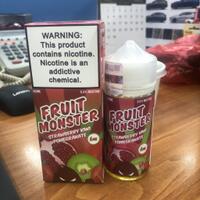 WARNING:
This product
contains nicotine.
Nicotine is an
addictive
chemical.
FRUIT
MONSTER
STRAWBERRY KIWI
POMEGRANATE
FRUIT
MONSTER
STRAWBERRY KIWI
POMEGRANATE